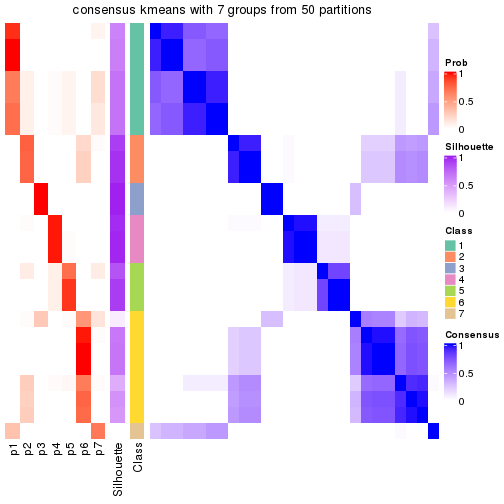 consensus kmeans with 7 groups from 50 partitions
Prob
1
0.5
0
Silhouette
1
0.5
0
Class
1
2
3
4
5
6
7
Consensus
1
0.5
0
p1
p2
p3
p4
p5
p6
p7
Silhouette
Class